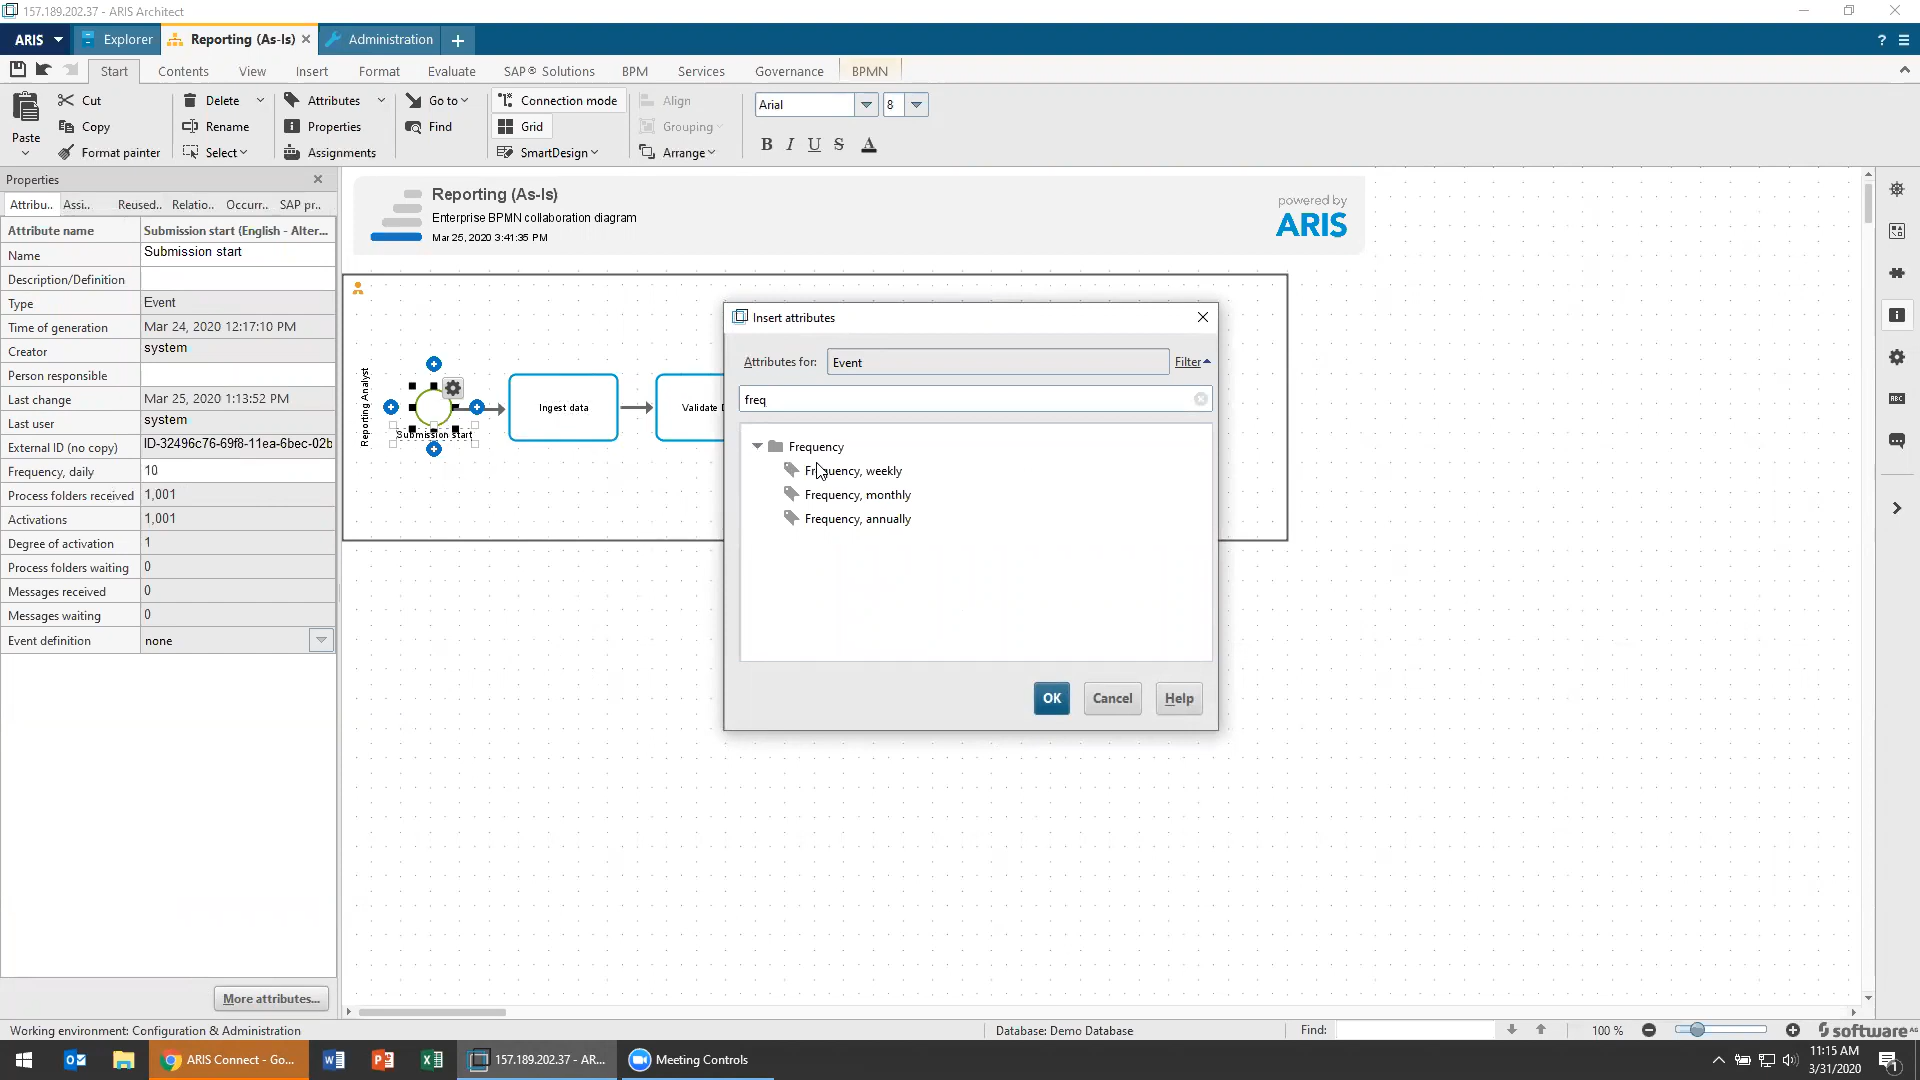 157.189.202.37 - ARIS Architect
ARIS
Explorer
Reporting (As-Is)
Administration
Start
Contents
View
Insert
Format
Evaluate
SAP® Solutions
BPM
Services
Governance
BPMN
Paste
Cut
Copy
Format painter
Delete
Rename
Select
Attributes
Properties
Assignments
Go to
Find
Connection mode
Grid
SmartDesign
Align
Grouping
Arrange
Arial
8
B I U S A
Properties
Attribu..
Assi..
Reused..
Relatio..
Occurr..
SAP pr..
Attribute name
Submission start (English - Alter...
Name
Submission start
Description/Definition
Type
Event
Time of generation
Mar 24, 2020 12:17:10 PM
Creator
system
Person responsible
Last change
Mar 25, 2020 1:13:52 PM
Last user
system
External ID (no copy)
ID-32496c76-69f8-11ea-6bec-02b
Frequency, daily
10
Process folders received
1,001
Activations
1,001
Degree of activation
1
Process folders waiting
0
Messages received
0
Messages waiting
0
Event definition
none
More attributes...
Reporting (As-Is)
Enterprise BPMN collaboration diagram
Mar 25, 2020 3:41:35 PM
powered by
ARIS
Reporting Analyst
Submission start
Ingest data
Validate D
Insert attributes
Attributes for:
Event
Filter
freq
Frequency
Frequency, weekly
Frequency, monthly
Frequency, annually
OK
Cancel
Help
ABC
Working environment: Configuration & Administration
Database: Demo Database
Find:
100 %
software AG
ARIS Connect - Go...
157.189.202.37 - AR...
Meeting Controls
11:15 AM
3/31/2020
1